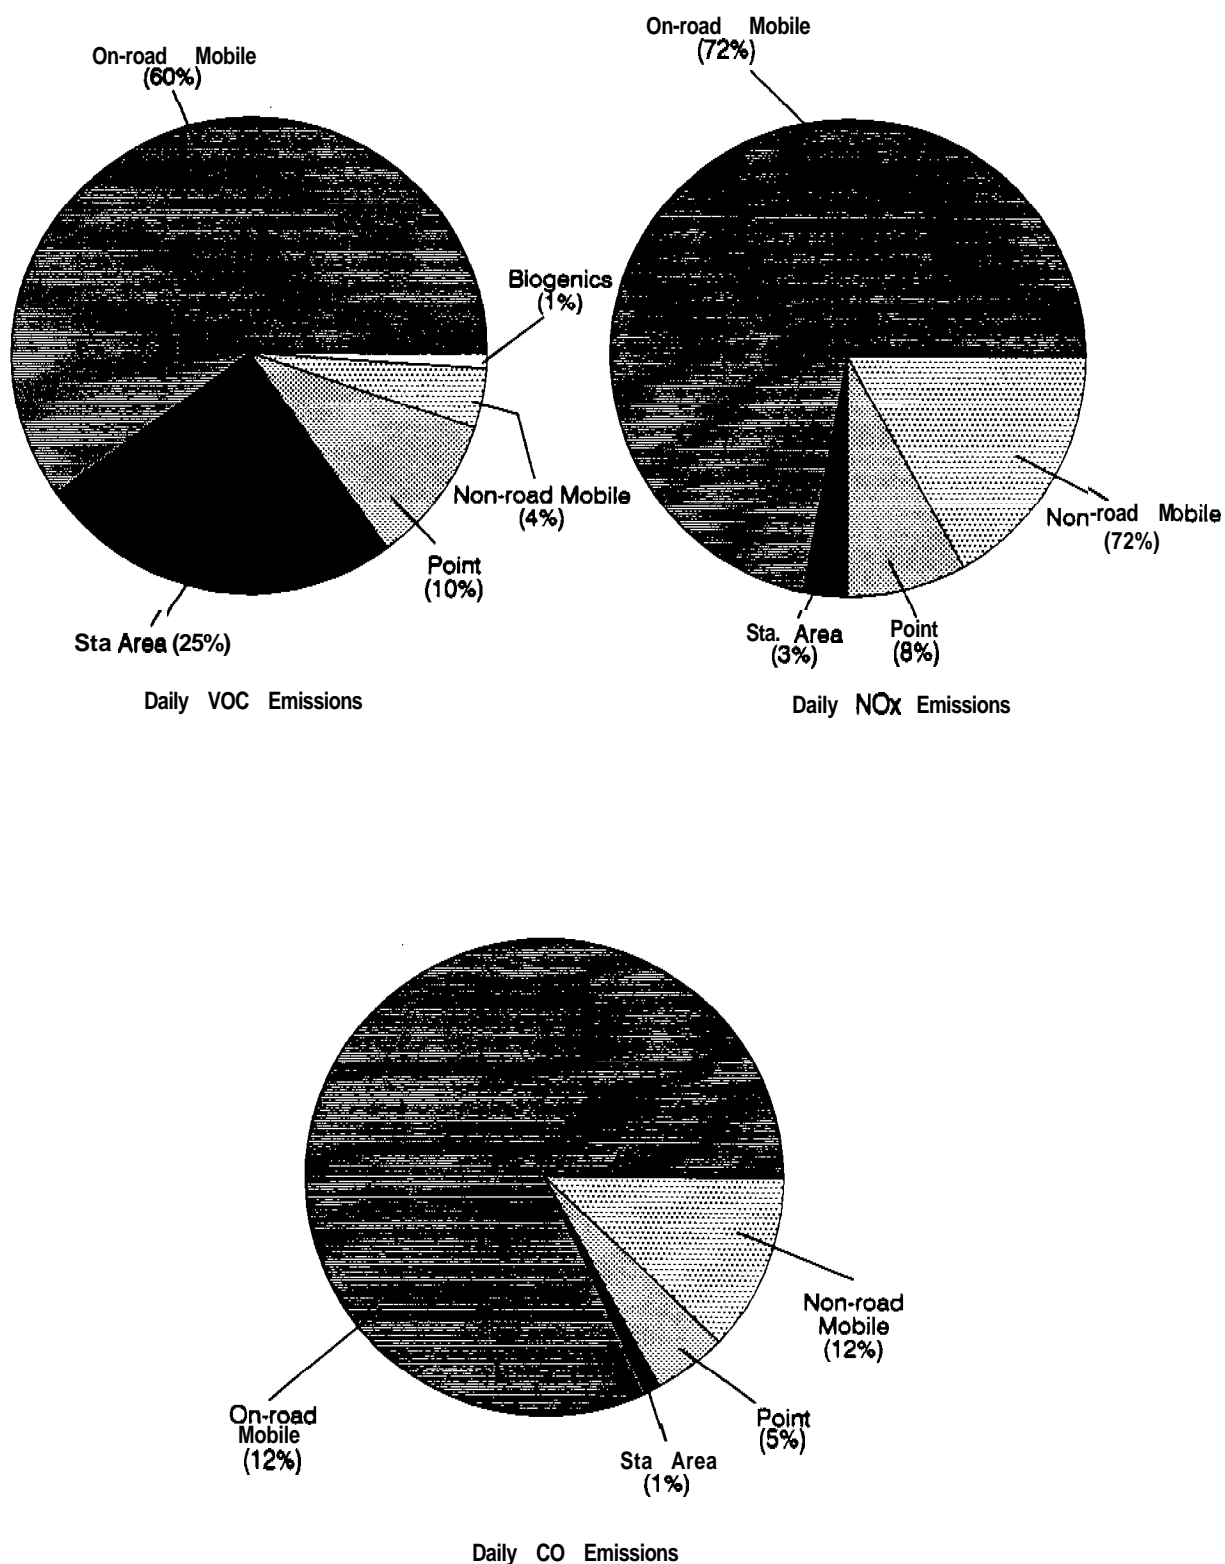 On-road Mobile
(60%)
Biogenics
(1%)
Non-road Mobile
(4%)
Point
(10%)
Sta Area (25%)
Daily VOC Emissions
On-road Mobile
(72%)
Non-road Mobile
(72%)
Point
(8%)
Sta. Area
(3%)
Daily NOx Emissions
Non-road
Mobile
(12%)
Point
(5%)
Sta Area
(1%)
On-road
Mobile
(12%)
Daily CO Emissions